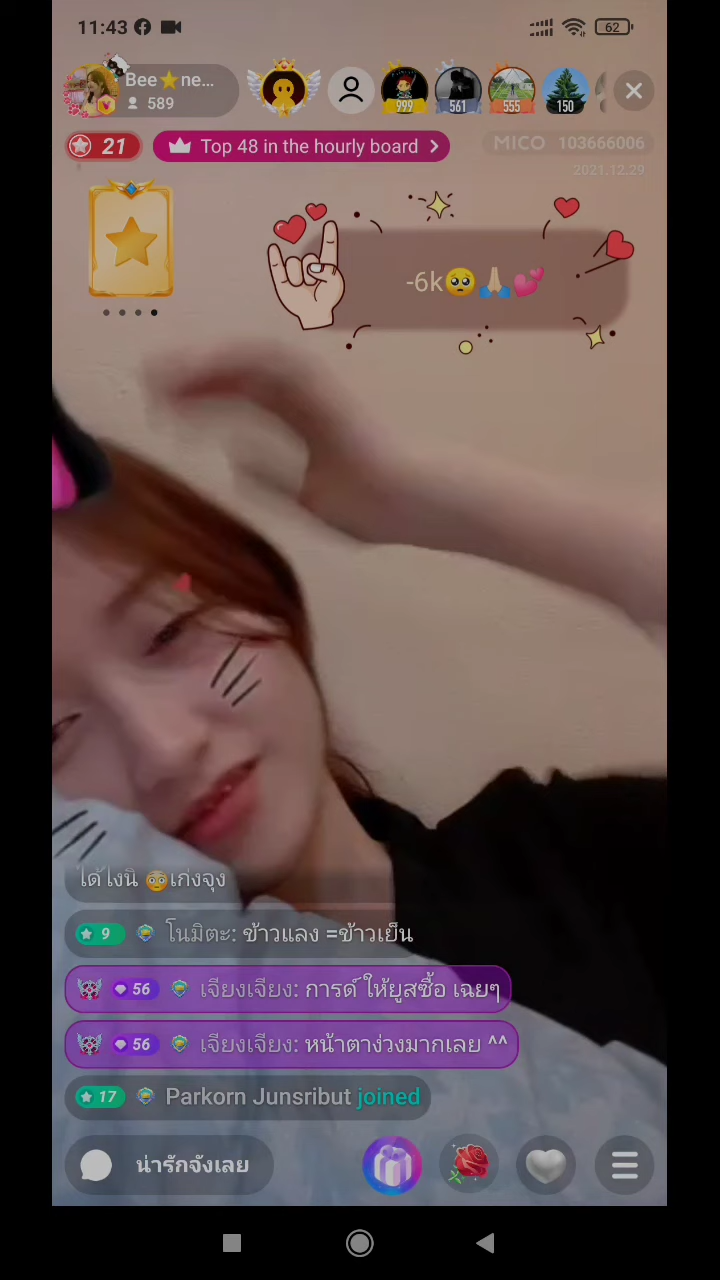 11:43
62
Bee⭐ne...
589
999
561
555
150
21
Top 48 in the hourly board
MICO 103666006
2021.12.29
-6k🥺🙏🏼💕
ได้ไงนิ 😳เก่งจุง
9 โนมิตะ: ข้าวแลง =ข้าวเย็น
56 เจียงเจียง: การด์ ให้ยูสซื้อ เฉยๆ
56 เจียงเจียง: หน้าตาง่วงมากเลย ^^
17 Parkorn Junsribut joined
น่ารักจังเลย